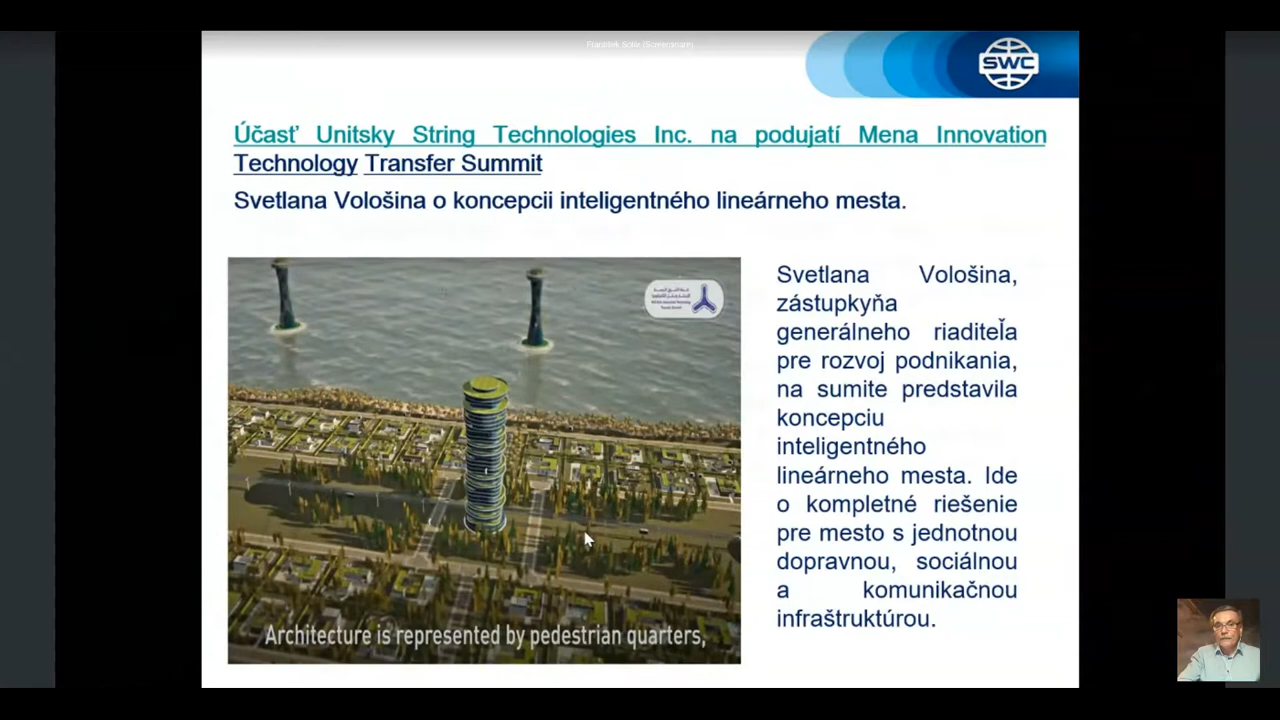 SWC
Účasť Unitsky String Technologies Inc. na podujatí Mena Innovation
Technology Transfer Summit
Svetlana Vološina o koncepcii inteligentného lineárneho mesta.
Svetlana Vološina,
zástupkyňa
generálneho riaditeľa
pre rozvoj podnikania,
na sumite predstavila
koncepciu
inteligentného
lineárneho mesta. Ide
o kompletné riešenie
pre mesto s jednotnou
dopravnou, sociálnou
a komunikačnou
infraštruktúrou.
Architecture is represented by pedestrian quarters,